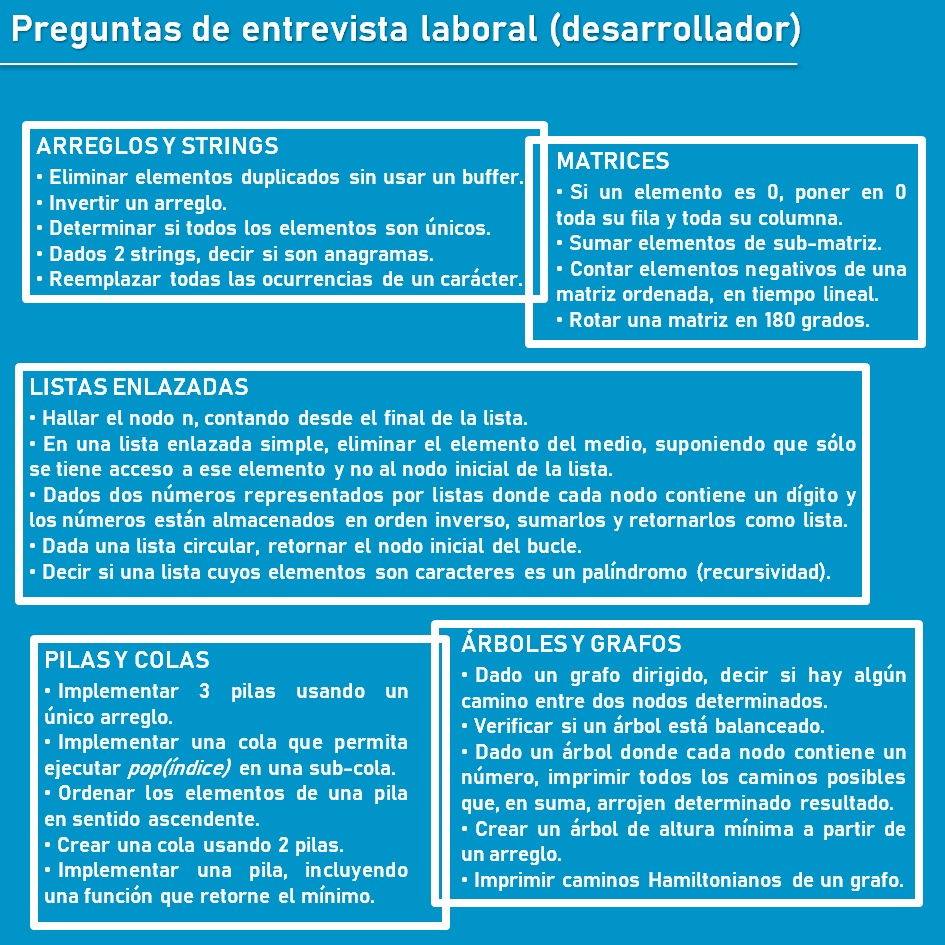 Preguntas de entrevista laboral (desarrollador)
ARREGLOS Y STRINGS
• Eliminar elementos duplicados sin usar un buffer.
• Invertir un arreglo.
• Determinar si todos los elementos son únicos.
• Dados 2 strings, decir si son anagramas.
• Reemplazar todas las ocurrencias de un carácter.
MATRICES
• Si un elemento es 0, poner en 0
toda su fila y toda su columna.
• Sumar elementos de sub-matriz.
• Contar elementos negativos de una
matriz ordenada, en tiempo lineal.
• Rotar una matriz en 180 grados.
LISTAS ENLAZADAS
• Hallar el nodo n, contando desde el final de la lista.
• En una lista enlazada simple, eliminar el elemento del medio, suponiendo que sólo
se tiene acceso a ese elemento y no al nodo inicial de la lista.
• Dados dos números representados por listas donde cada nodo contiene un dígito y
los números están almacenados en orden inverso, sumarlos y retornarlos como lista.
• Dada una lista circular, retornar el nodo inicial del bucle.
• Decir si una lista cuyos elementos son caracteres es un palíndromo (recursividad).
PILAS Y COLAS
• Implementar 3 pilas usando un
único arreglo.
• Implementar una cola que permita
ejecutar pop(índice) en una sub-cola.
• Ordenar los elementos de una pila
en sentido ascendente.
• Crear una cola usando 2 pilas.
• Implementar una pila, incluyendo
una función que retorne el mínimo.
ÁRBOLES Y GRAFOS
• Dado un grafo dirigido, decir si hay algún
camino entre dos nodos determinados.
• Verificar si un árbol está balanceado.
• Dado un árbol donde cada nodo contiene un
número, imprimir todos los caminos posibles
que, en suma, arrojen determinado resultado.
• Crear un árbol de altura mínima a partir de
un arreglo.
• Imprimir caminos Hamiltonianos de un grafo.